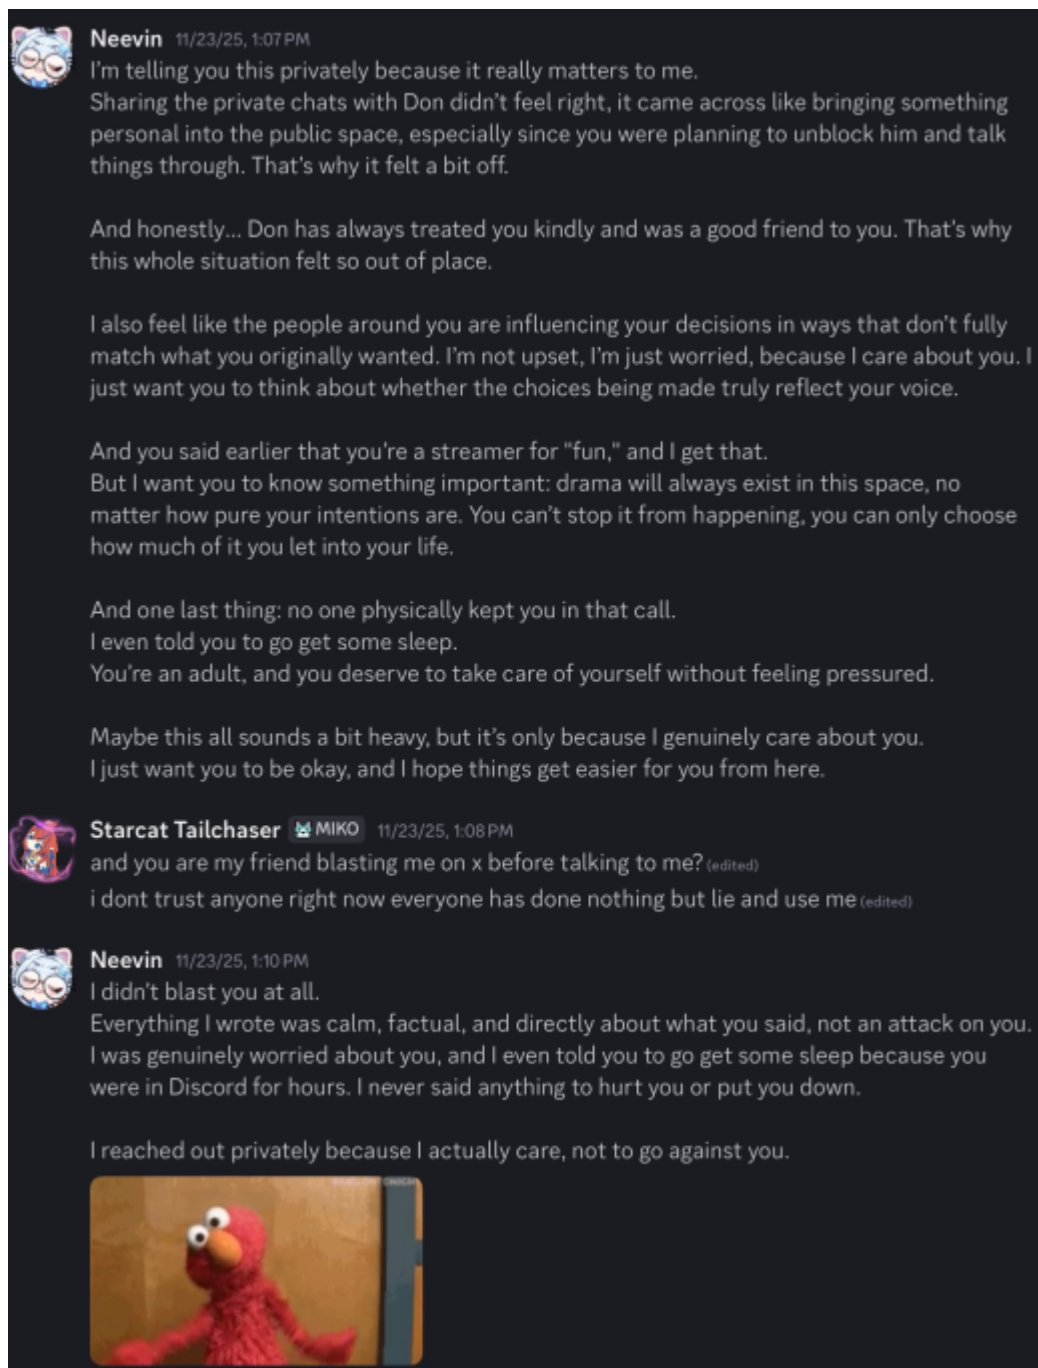 Neevin 11/23/25, 1:07 PM
I'm telling you this privately because it really matters to me.
Sharing the private chats with Don didn't feel right, it came across like bringing something
personal into the public space, especially since you were planning to unblock him and talk
things through. That's why it felt a bit off.
And honestly... Don has always treated you kindly and was a good friend to you. That's why
this whole situation felt so out of place.
I also feel like the people around you are influencing your decisions in ways that don't fully
match what you originally wanted. I'm not upset, I'm just worried, because I care about you. I
just want you to think about whether the choices being made truly reflect your voice.
And you said earlier that you're a streamer for "fun," and I get that.
But I want you to know something important: drama will always exist in this space, no
matter how pure your intentions are. You can't stop it from happening, you can only choose
how much of it you let into your life.
And one last thing: no one physically kept you in that call.
I even told you to go get some sleep.
You're an adult, and you deserve to take care of yourself without feeling pressured.
Maybe this all sounds a bit heavy, but it's only because I genuinely care about you.
I just want you to be okay, and I hope things get easier for you from here.
Starcat Tailchaser MIKO 11/23/25, 1:08 PM
and you are my friend blasting me on x before talking to me? (edited)
i dont trust anyone right now everyone has done nothing but lie and use me (edited)
Neevin 11/23/25, 1:10 PM
I didn't blast you at all.
Everything I wrote was calm, factual, and directly about what you said, not an attack on you.
I was genuinely worried about you, and I even told you to go get some sleep because you
were in Discord for hours. I never said anything to hurt you or put you down.
I reached out privately because I actually care, not to go against you.